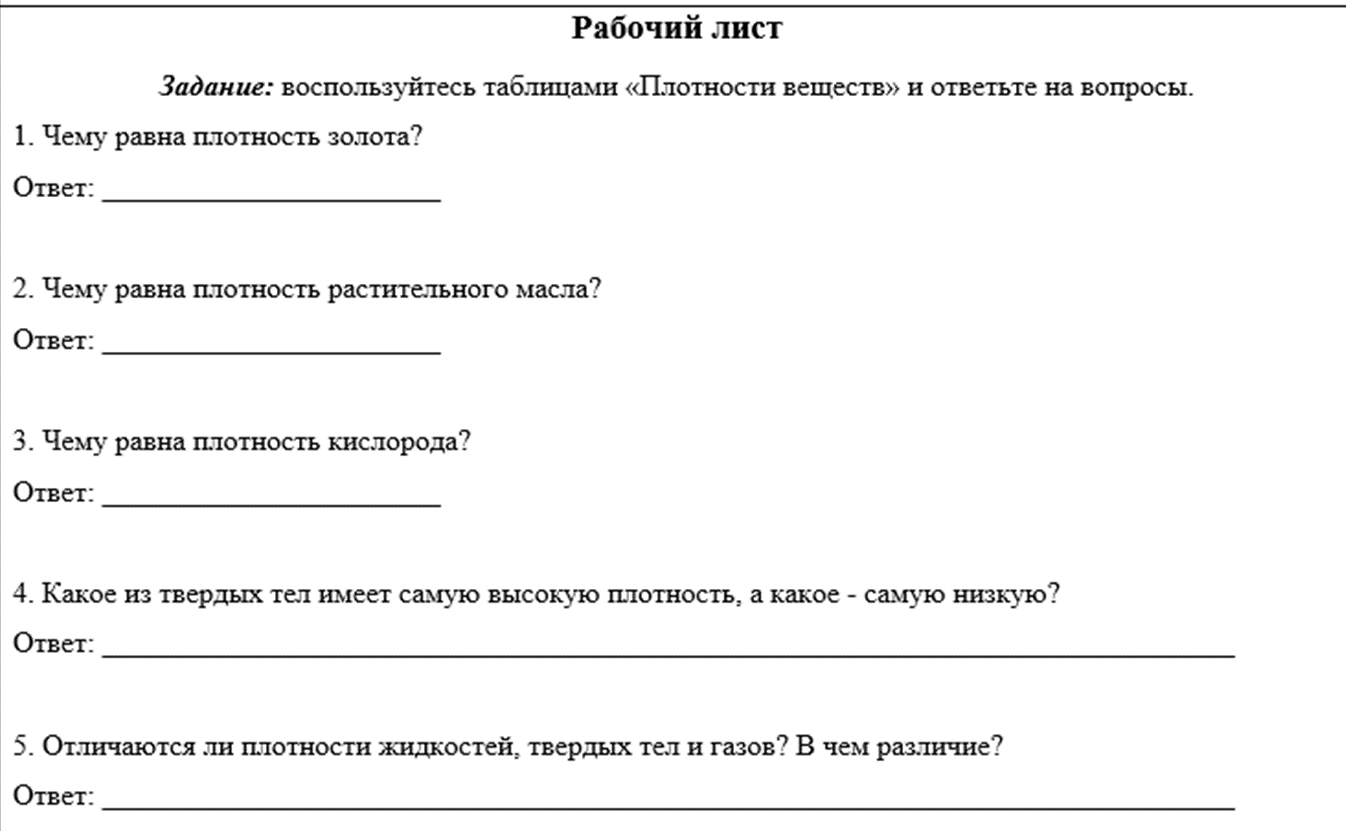 Рабочий лист
Задание: воспользуйтесь таблицами «Плотности веществ» и ответьте на вопросы.
1. Чему равна плотность золота?
Ответ: ________________________
2. Чему равна плотность растительного масла?
Ответ: ________________________
3. Чему равна плотность кислорода?
Ответ: ________________________
4. Какое из твердых тел имеет самую высокую плотность, а какое - самую низкую?
Ответ: ________________________________________________________________________________
5. Отличаются ли плотности жидкостей, твердых тел и газов? В чем различие?
Ответ: ________________________________________________________________________________